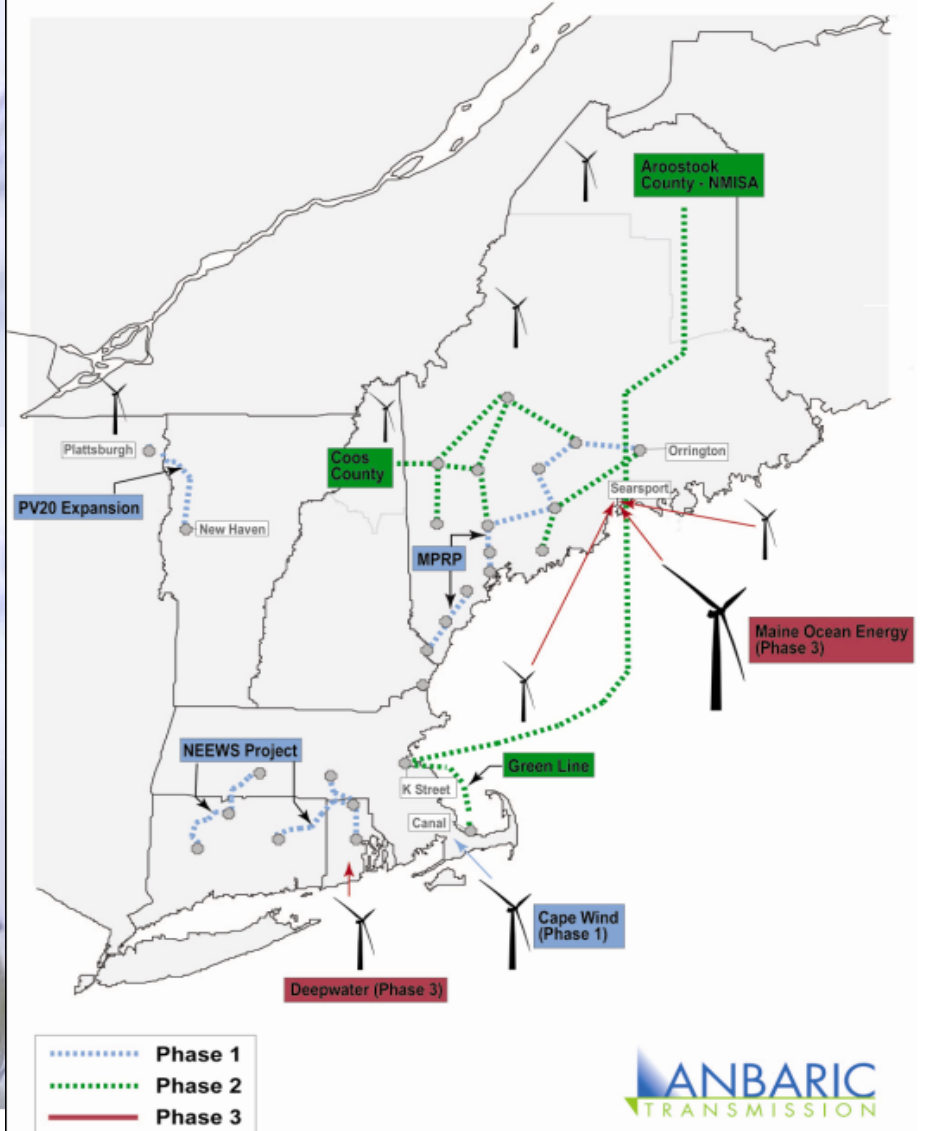 Aroostook
County - NMISA
Plattsburgh
Coos
County
Orrington
Searsport
PV20 Expansion
New Haven
MPRP
Maine Ocean Energy
(Phase 3)
NEEWS Project
Green Line
K Street
Canal
Cape Wind
(Phase 1)
Deepwater (Phase 3)
Phase 1
Phase 2
Phase 3
ANBARIC
TRANSMISSION